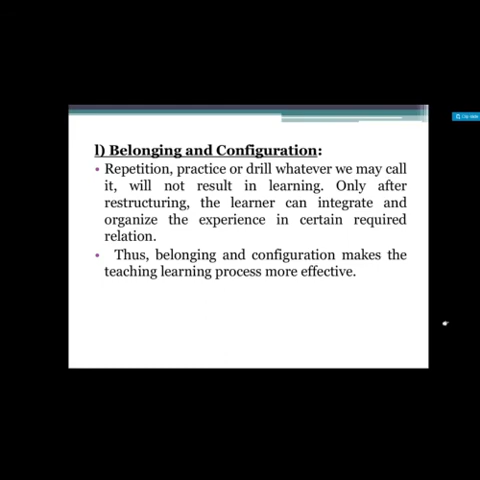 l) Belonging and Configuration:
• Repetition, practice or drill whatever we may call
it, will not result in learning. Only after
restructuring, the learner can integrate and
organize the experience in certain required
relation.
• Thus, belonging and configuration makes the
teaching learning process more effective.